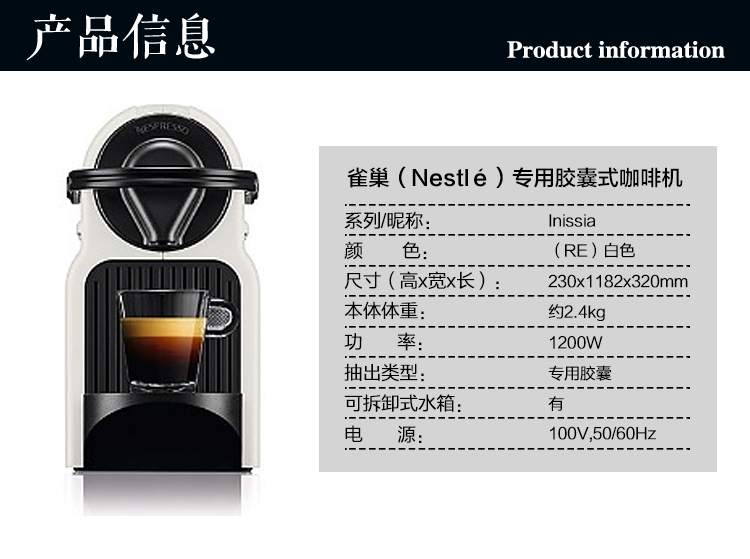 产品信息
Product information
NESPRESSO
雀巢（Nestlé）专用胶囊式咖啡机
系列/昵称： Inissia
颜 色： （RE）白色
尺寸（高x宽x长）： 230x1182x320mm
本体体重： 约2.4kg
功 率： 1200W
抽出类型： 专用胶囊
可拆卸式水箱： 有
电 源： 100V,50/60Hz